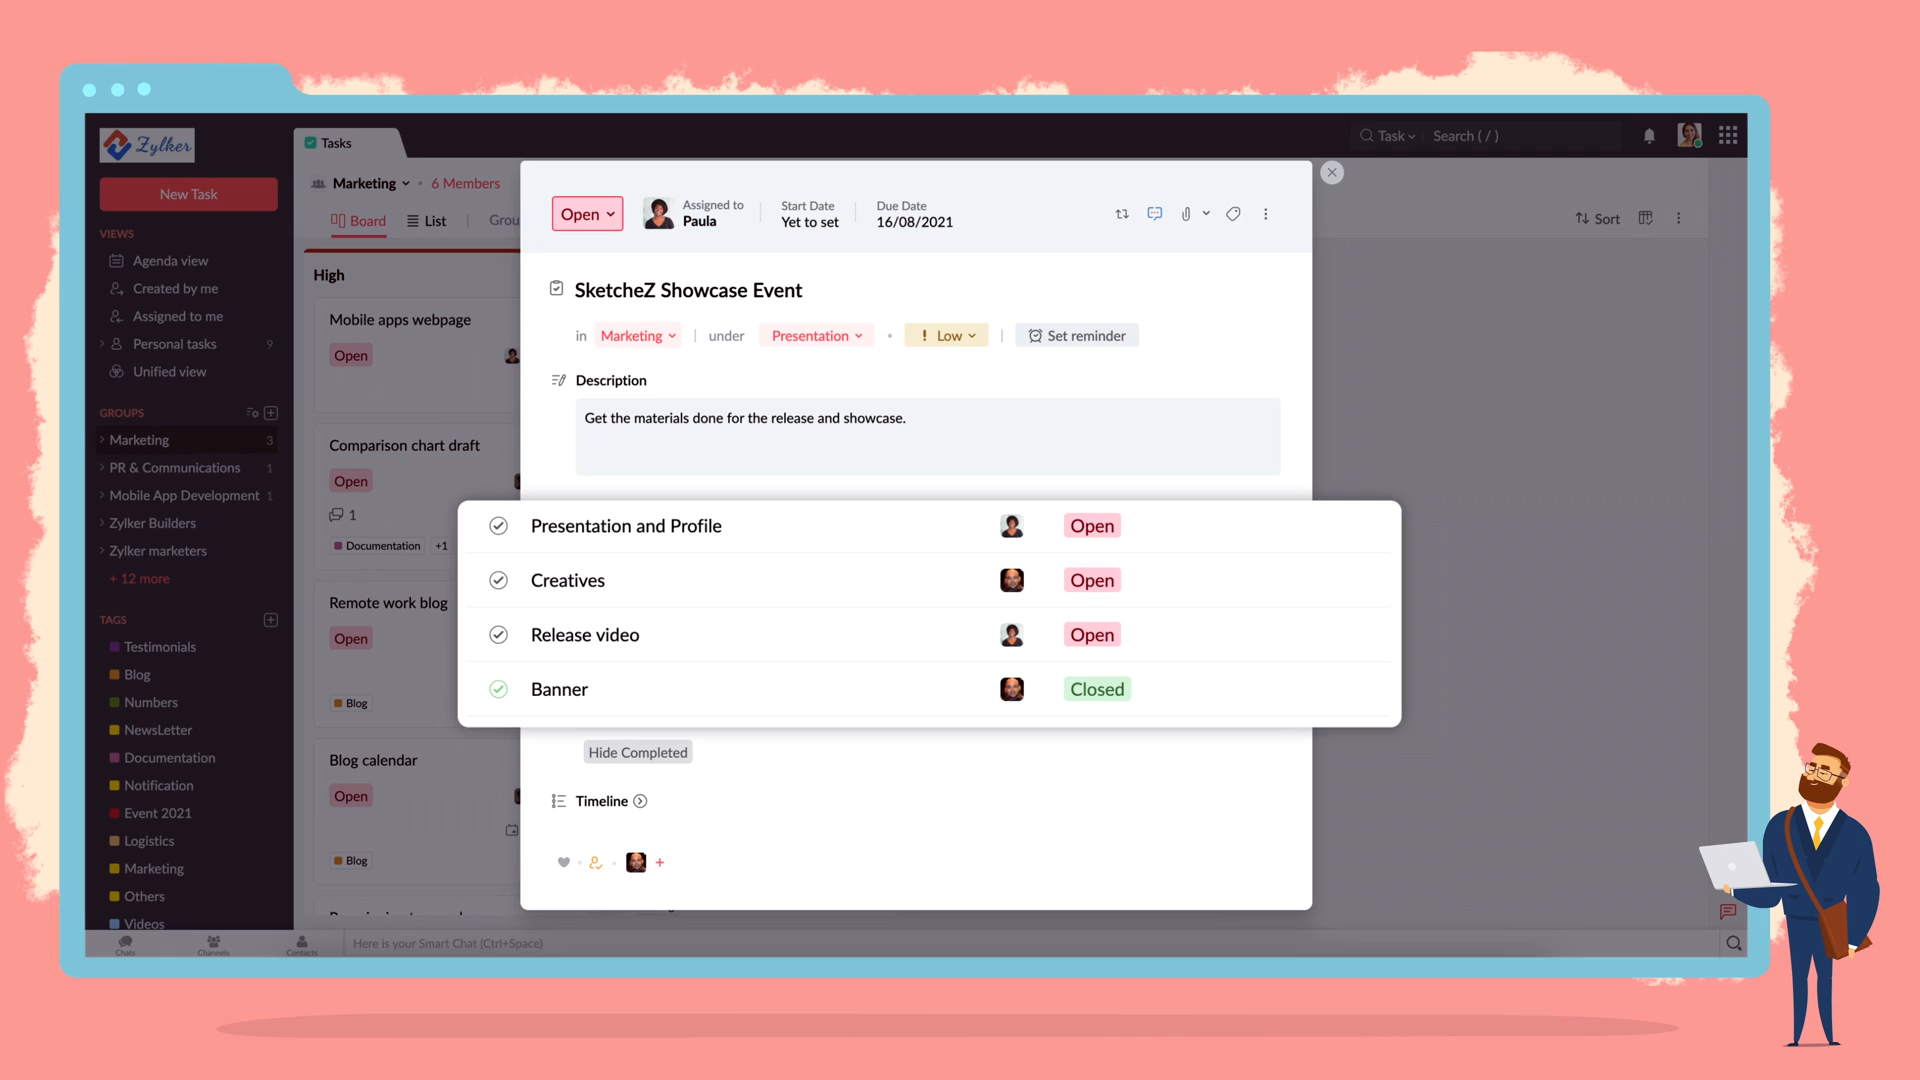 Zylker
Tasks
Task
Search ( / )
New Task
Marketing
6 Members
Board
List
Grou
Sort
VIEWS
Agenda view
Created by me
Assigned to me
Personal tasks 9
Unified view
GROUPS
Marketing 3
PR & Communications 1
Mobile App Development 1
Zylker Builders
Zylker marketers
+ 12 more
TAGS
Testimonials
Blog
Numbers
NewsLetter
Documentation
Notification
Event 2021
Logistics
Marketing
Others
Videos
High
Mobile apps webpage
Open
Comparison chart draft
Open
1
Documentation +1
Remote work blog
Open
Blog
Blog calendar
Open
Blog
Open
Assigned to
Paula
Start Date
Yet to set
Due Date
16/08/2021
SketcheZ Showcase Event
in Marketing | under Presentation • ! Low | Set reminder
Description
Get the materials done for the release and showcase.
Presentation and Profile Open
Creatives Open
Release video Open
Banner Closed
Hide Completed
Timeline
Chats
Channels
Contacts
Here is your Smart Chat (Ctrl+Space)